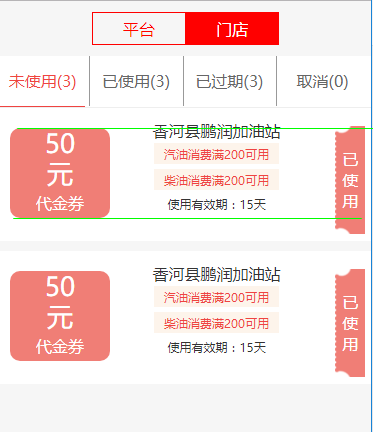 平台 门店
未使用(3) 已使用(3) 已过期(3) 取消(0)
50
元
代金券
香河县鹏润加油站
汽油消费满200可用
柴油消费满200可用
使用有效期：15天
已
使
用
50
元
代金券
香河县鹏润加油站
汽油消费满200可用
柴油消费满200可用
使用有效期：15天
已
使
用